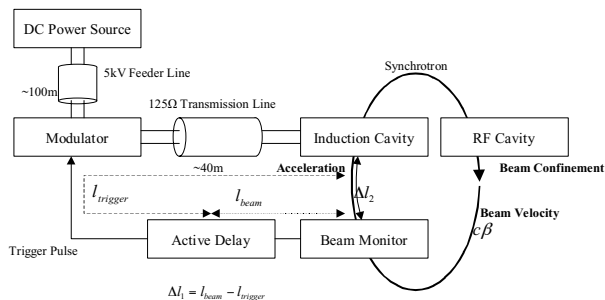 DC Power Source
5kV Feeder Line
~100m
Synchrotron
125Ω Transmission Line
Modulator
Induction Cavity
RF Cavity
~40m
Acceleration
Beam Confinement
l_trigger
l_beam
Δl_2
Beam Velocity
cβ
Trigger Pulse
Active Delay
Beam Monitor
Δl_1 = l_beam − l_trigger